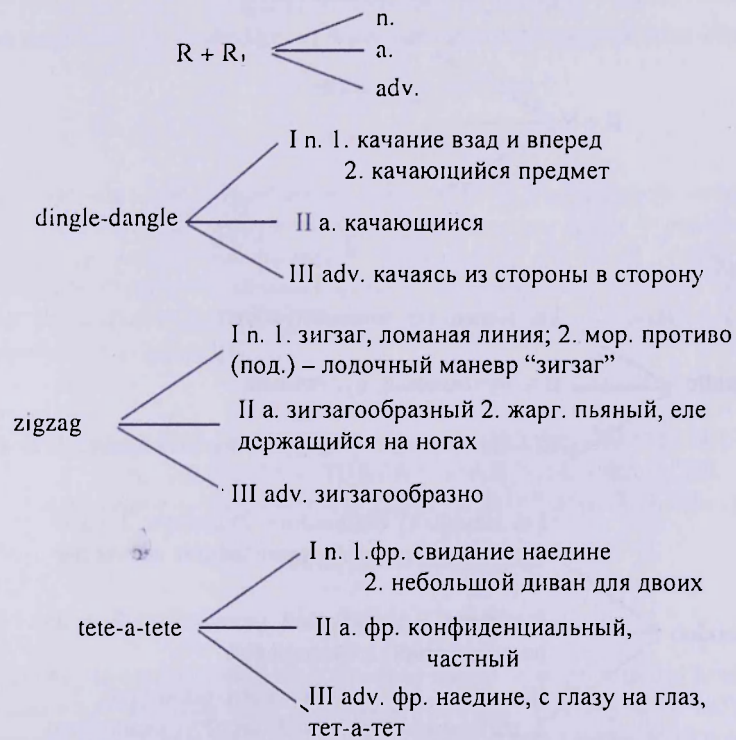 n.
R + R₁
a.
adv.
I n. 1. качание взад и вперед
2. качающийся предмет
dingle-dangle
II a. качающийся
III adv. качаясь из стороны в сторону
I n. 1. зигзаг, ломаная линия; 2. мор. противо
(под.) – лодочный маневр “зигзаг”
zigzag
II a. зигзагообразный 2. жарг. пьяный, еле
держащийся на ногах
III adv. зигзагообразно
I n. 1.фр. свидание наедине
2. небольшой диван для двоих
tete-a-tete
II a. фр. конфиденциальный,
частный
III adv. фр. наедине, с глазу на глаз,
тет-а-тет